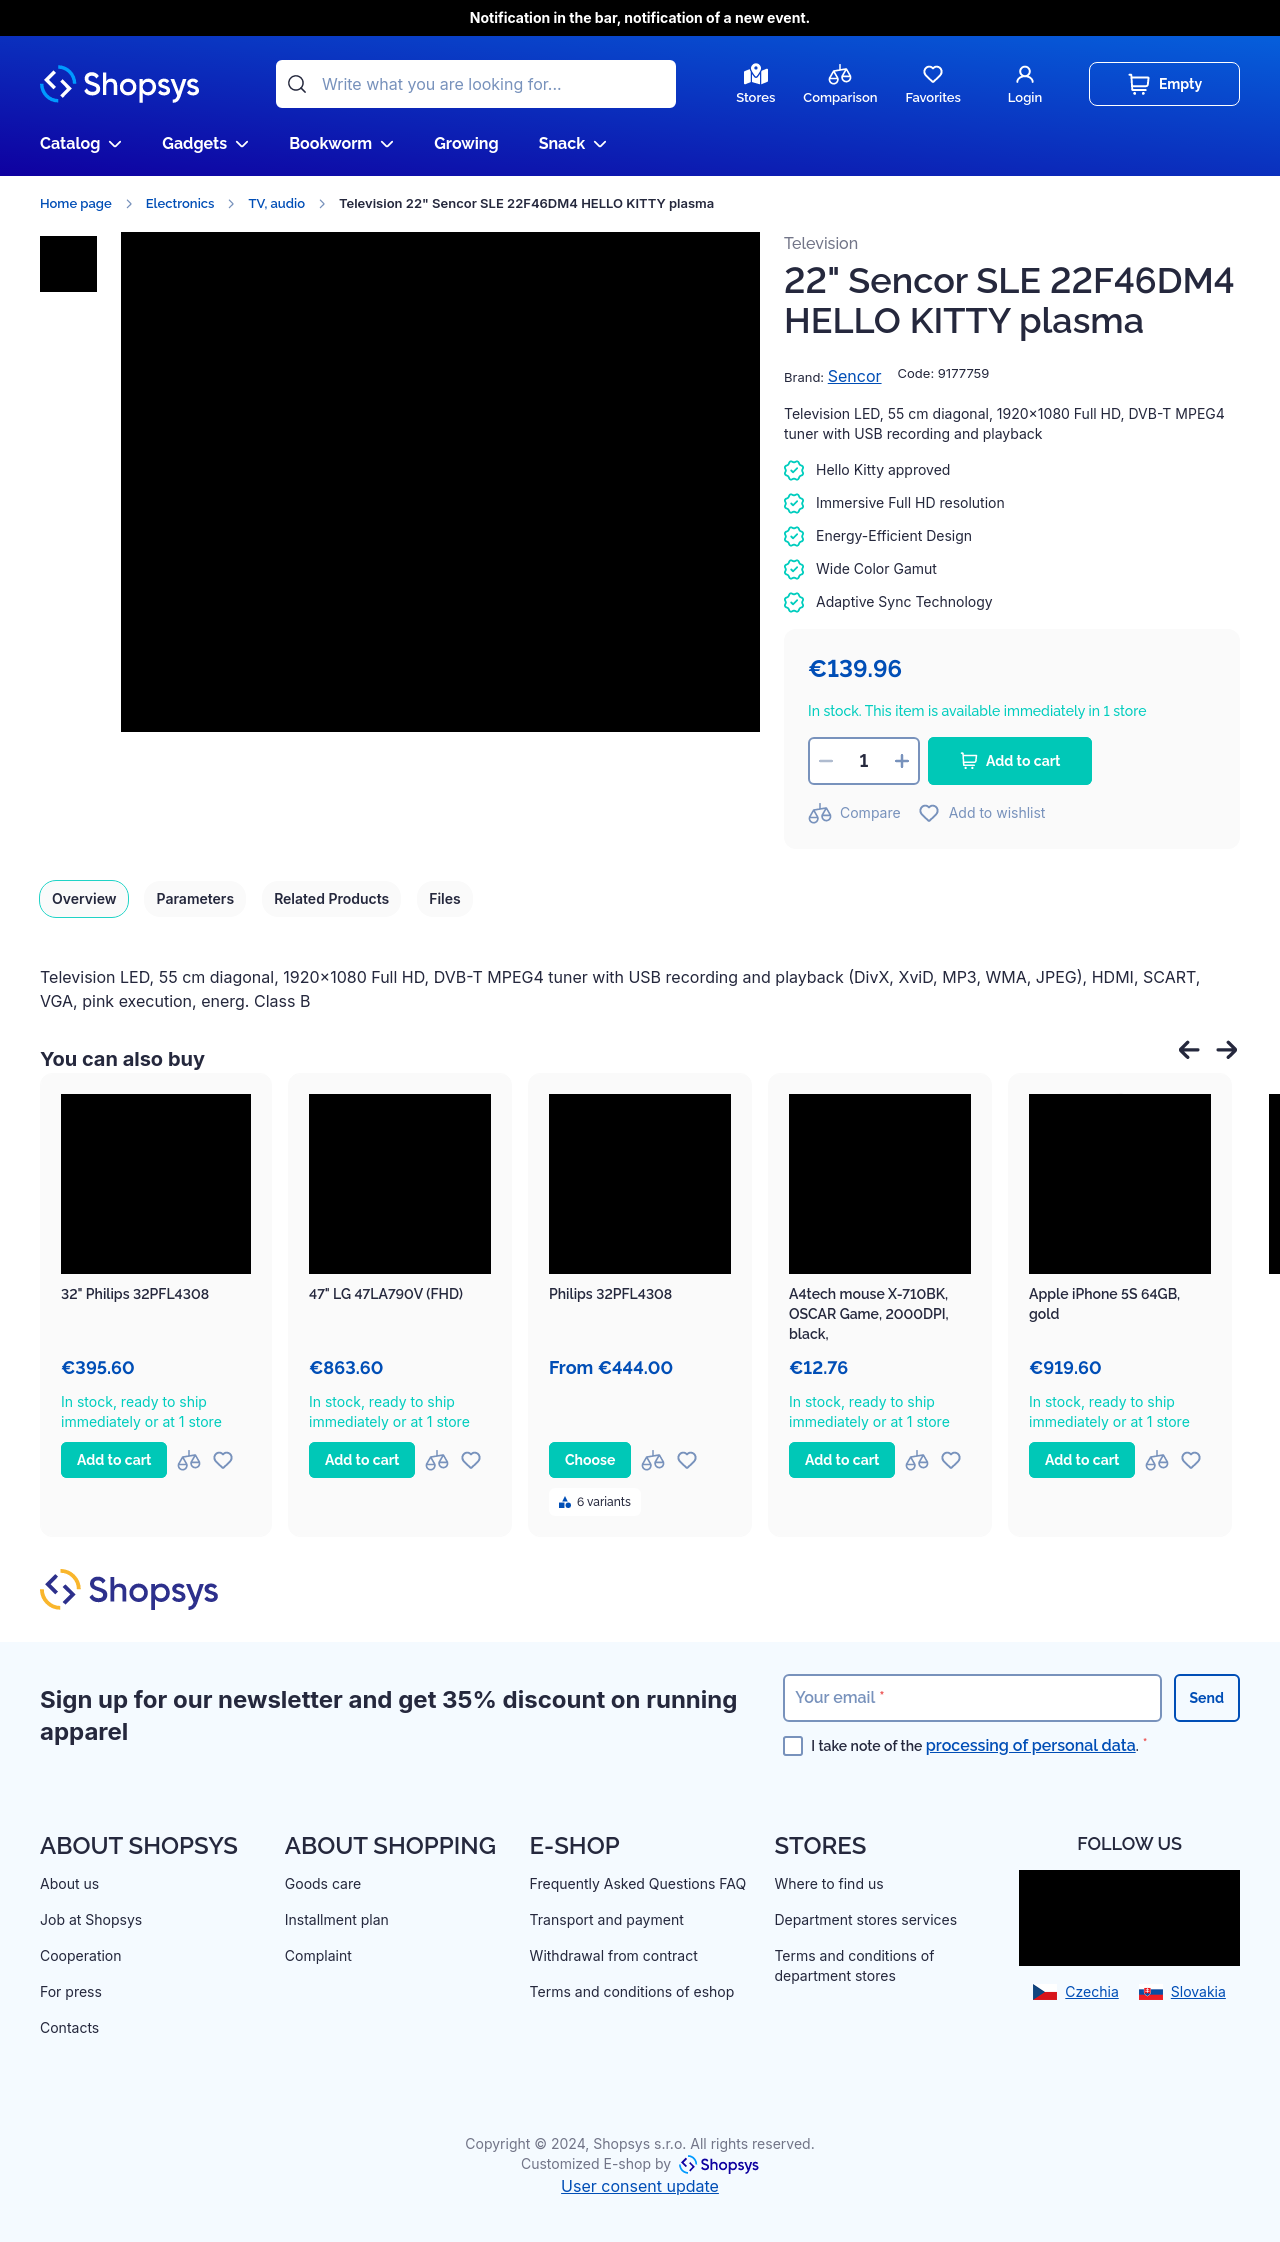 Notification in the bar, notification of a new event.
Shopsys
Write what you are looking for...
Stores
Comparison
Favorites
Login
Empty
Catalog
Gadgets
Bookworm
Growing
Snack
Home page
Electronics
TV, audio
Television 22" Sencor SLE 22F46DM4 HELLO KITTY plasma
Television
22" Sencor SLE 22F46DM4
HELLO KITTY plasma
Brand: Sencor
Code: 9177759
Television LED, 55 cm diagonal, 1920×1080 Full HD, DVB-T MPEG4
tuner with USB recording and playback
Hello Kitty approved
Immersive Full HD resolution
Energy-Efficient Design
Wide Color Gamut
Adaptive Sync Technology
€139.96
In stock. This item is available immediately in 1 store
1
Add to cart
Compare
Add to wishlist
Overview
Parameters
Related Products
Files
Television LED, 55 cm diagonal, 1920×1080 Full HD, DVB-T MPEG4 tuner with USB recording and playback (DivX, XviD, MP3, WMA, JPEG), HDMI, SCART,
VGA, pink execution, energ. Class B
You can also buy
32" Philips 32PFL4308
€395.60
In stock, ready to ship
immediately or at 1 store
Add to cart
47" LG 47LA790V (FHD)
€863.60
In stock, ready to ship
immediately or at 1 store
Add to cart
Philips 32PFL4308
From €444.00
Choose
6 variants
A4tech mouse X-710BK,
OSCAR Game, 2000DPI,
black,
€12.76
In stock, ready to ship
immediately or at 1 store
Add to cart
Apple iPhone 5S 64GB,
gold
€919.60
In stock, ready to ship
immediately or at 1 store
Add to cart
Shopsys
Sign up for our newsletter and get 35% discount on running
apparel
Your email *
Send
I take note of the processing of personal data. *
ABOUT SHOPSYS
About us
Job at Shopsys
Cooperation
For press
Contacts
ABOUT SHOPPING
Goods care
Installment plan
Complaint
E-SHOP
Frequently Asked Questions FAQ
Transport and payment
Withdrawal from contract
Terms and conditions of eshop
STORES
Where to find us
Department stores services
Terms and conditions of
department stores
FOLLOW US
Czechia
Slovakia
Copyright © 2024, Shopsys s.r.o. All rights reserved.
Customized E-shop by Shopsys
User consent update